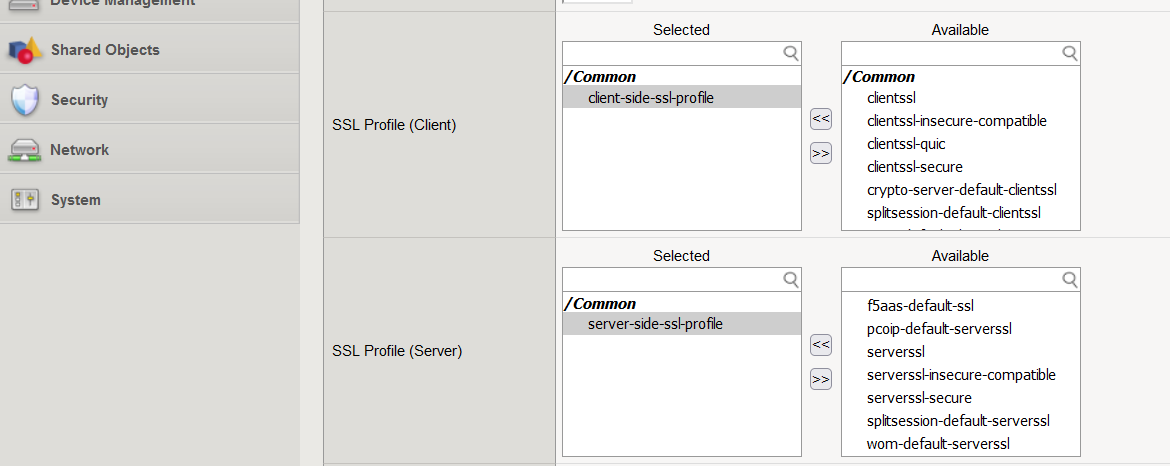 Device Management
Shared Objects
Security
Network
System
SSL Profile (Client)
Selected
/Common
client-side-ssl-profile
<<
>>
Available
/Common
clientssl
clientssl-insecure-compatible
clientssl-quic
clientssl-secure
crypto-server-default-clientssl
splitsession-default-clientssl
SSL Profile (Server)
Selected
/Common
server-side-ssl-profile
<<
>>
Available
f5aas-default-ssl
pcoip-default-serverssl
serverssl
serverssl-insecure-compatible
serverssl-secure
splitsession-default-serverssl
wom-default-serverssl